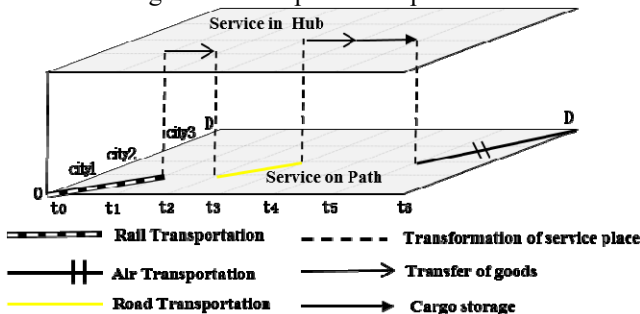 Service in Hub
D
D
city3
city2
city1
Service on Path
O
t0 t1 t2 t3 t4 t5 t6
Rail Transportation
Transformation of service place
Air Transportation
Transfer of goods
Road Transportation
Cargo storage